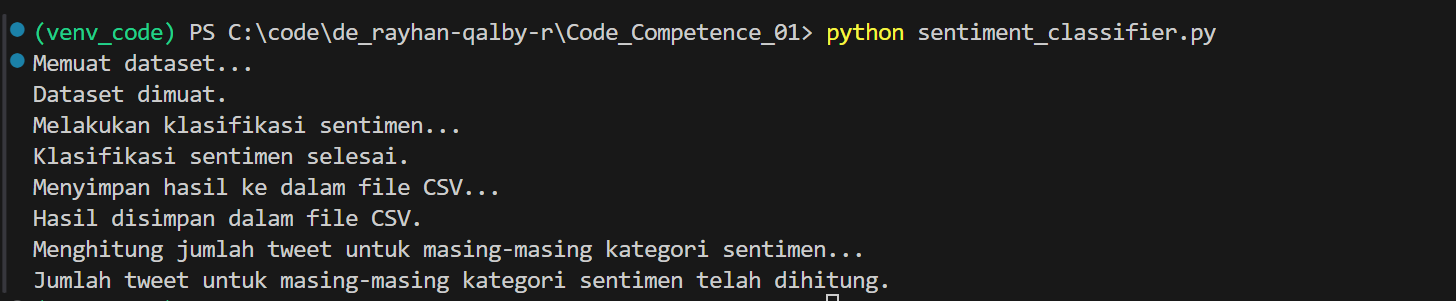 (venv_code) PS C:\code\de_rayhan-qalby-r\Code_Competence_01> python sentiment_classifier.py
Memuat dataset...
Dataset dimuat.
Melakukan klasifikasi sentimen...
Klasifikasi sentimen selesai.
Menyimpan hasil ke dalam file CSV...
Hasil disimpan dalam file CSV.
Menghitung jumlah tweet untuk masing-masing kategori sentimen...
Jumlah tweet untuk masing-masing kategori sentimen telah dihitung.